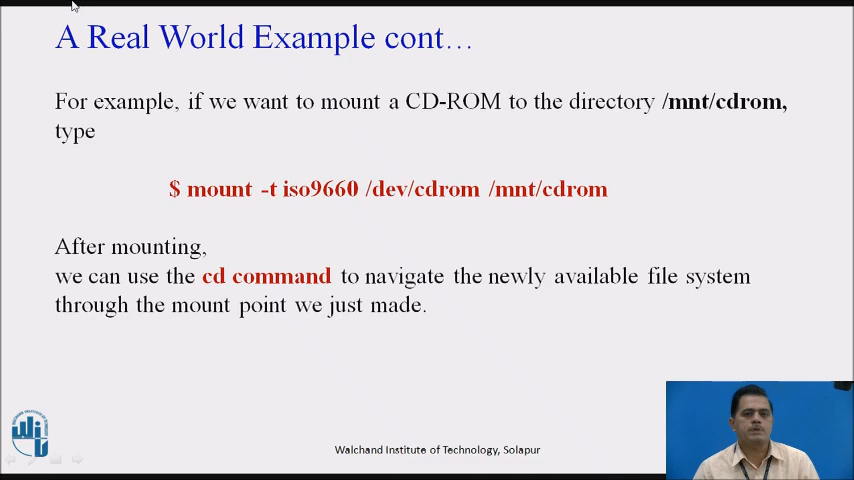 A Real World Example cont…
For example, if we want to mount a CD-ROM to the directory /mnt/cdrom,
type
$ mount -t iso9660 /dev/cdrom /mnt/cdrom
After mounting,
we can use the cd command to navigate the newly available file system
through the mount point we just made.
Walchand Institute of Technology, Solapur